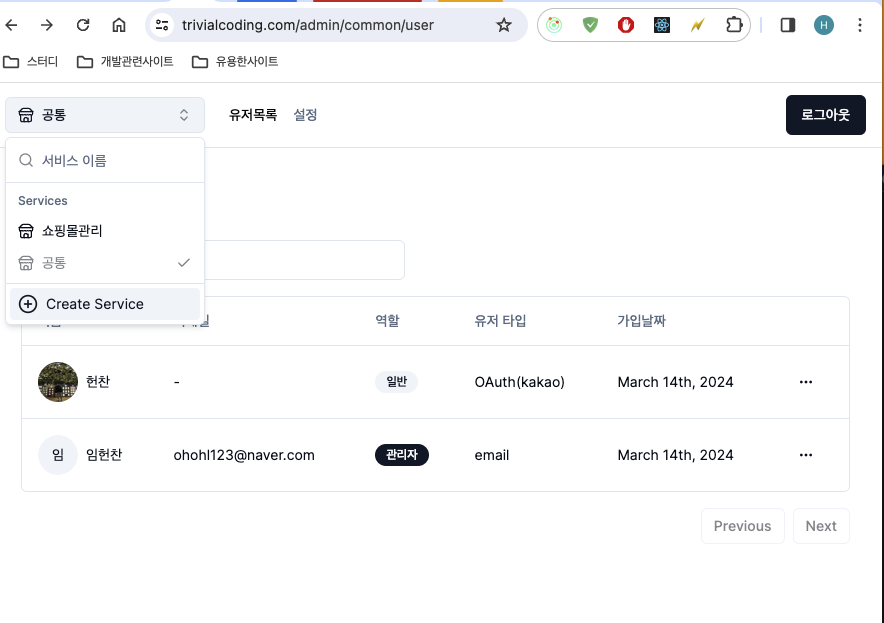 trivialcoding.com/admin/common/user
H
스터디 개발관련사이트 유용한사이트
공통 유저목록 설정 로그아웃
서비스 이름
Services
쇼핑몰관리
공통
Create Service
역할 유저 타입 가입날짜
헌찬 - 일반 OAuth(kakao) March 14th, 2024 ...
임 임헌찬 ohohl123@naver.com 관리자 email March 14th, 2024 ...
Previous Next